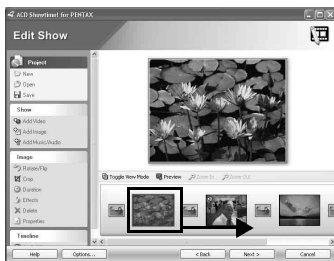 ACD Showtime! for PENTAX
Edit Show
Project
New
Open
Save
Show
Add Video
Add Image
Add Music/Audio
Image
Rotate/Flip
Crop
Duration
Effects
Delete
Properties
Timeline
Toggle View Mode Preview Zoom In Zoom Out
Help Options... < Back Next > Cancel